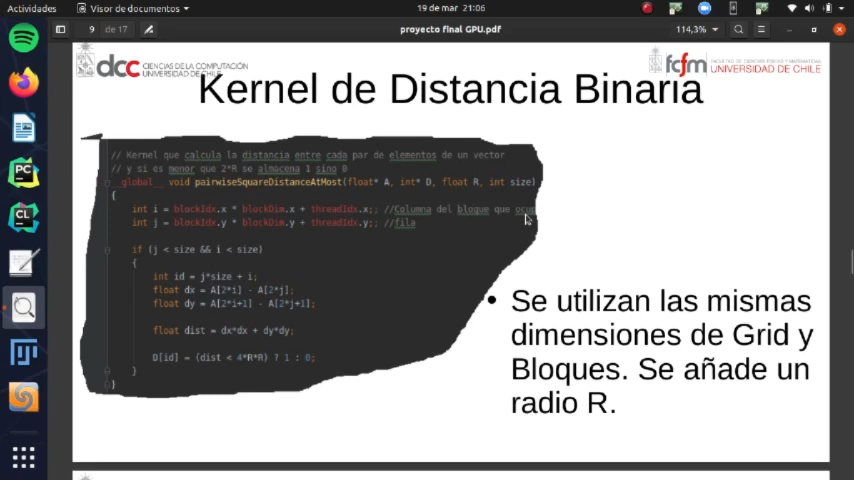 Actividades
Visor de documentos
19 de mar 21:06
9 de 17
proyecto final GPU.pdf
114,3%
dcc CIENCIAS DE LA COMPUTACIÓN
UNIVERSIDAD DE CHILE
fcfm
UNIVERSIDAD DE CHILE
Kernel de Distancia Binaria
// Kernel que calcula la distancia entre cada par de elementos de un vector
// y si es menor que 2*R se almacena 1 sino 0
__global__ void pairwiseSquareDistanceAtMost(float* A, int* D, float R, int size)
{
int i = blockIdx.x * blockDim.x + threadIdx.x;; //Columna del bloque que ocup
int j = blockIdx.y * blockDim.y + threadIdx.y;; //fila
if (j < size && i < size)
{
int id = j*size + i;
float dx = A[2*i] - A[2*j];
float dy = A[2*i+1] - A[2*j+1];
float dist = dx*dx + dy*dy;
D[id] = (dist < 4*R*R) ? 1 : 0;
}
}
• Se utilizan las mismas
dimensiones de Grid y
Bloques. Se añade un
radio R.
PC
CL